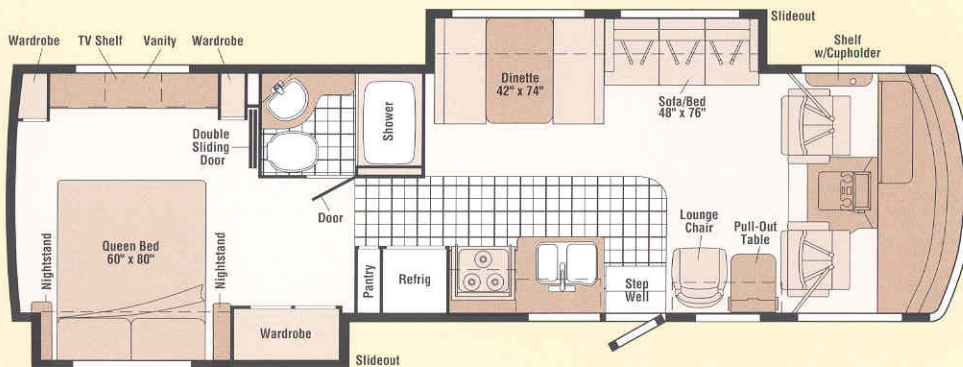 Slideout
Wardrobe
TV Shelf
Vanity
Wardrobe
Shelf
w/Cupholder
Dinette
42" x 74"
Sofa/Bed
48" x 76"
Shower
Double
Sliding
Door
Door
Lounge
Chair
Pull-Out
Table
Nightstand
Queen Bed
60" x 80"
Nightstand
Pantry
Refrig
Step
Well
Wardrobe
Slideout